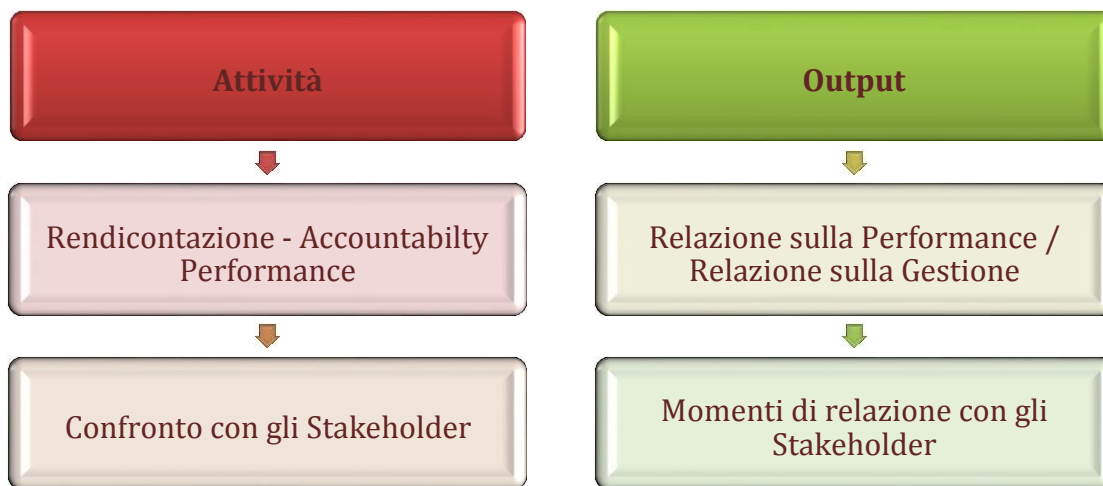 Attività
Output
Rendicontazione - Accountabilty
Performance
Relazione sulla Performance /
Relazione sulla Gestione
Confronto con gli Stakeholder
Momenti di relazione con gli
Stakeholder